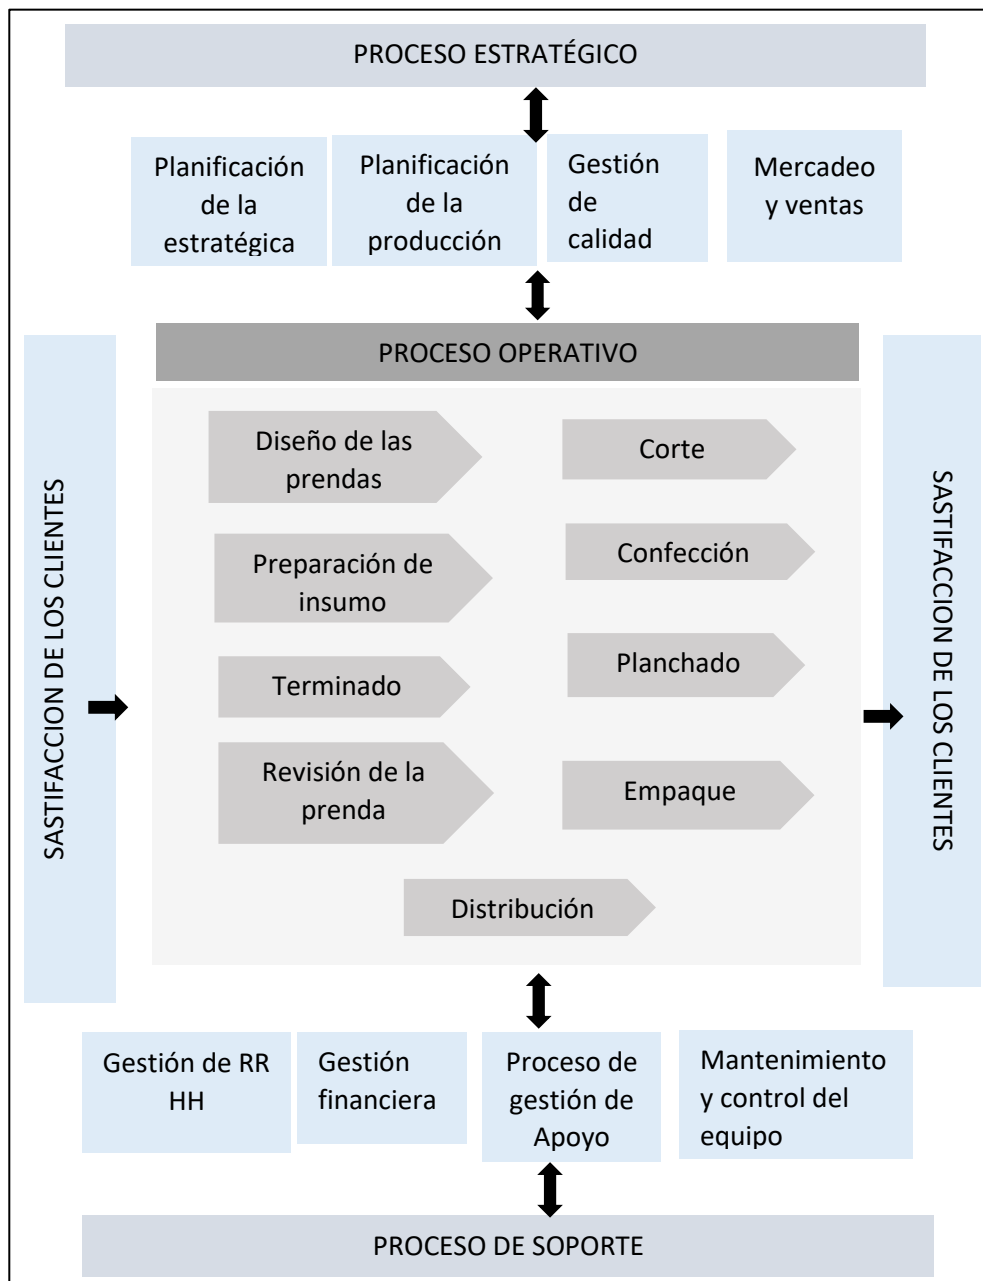 PROCESO ESTRATÉGICO
Planificación
de la
estratégica
Planificación
de la
producción
Gestión
de
calidad
Mercadeo
y ventas
SASTIFACCION DE LOS CLIENTES
PROCESO OPERATIVO
Diseño de las
prendas
Corte
Preparación de
insumo
Confección
Terminado
Planchado
Revisión de la
prenda
Empaque
Distribución
SASTIFACCION DE LOS CLIENTES
Gestión de RR
HH
Gestión
financiera
Proceso de
gestión de
Apoyo
Mantenimiento
y control del
equipo
PROCESO DE SOPORTE